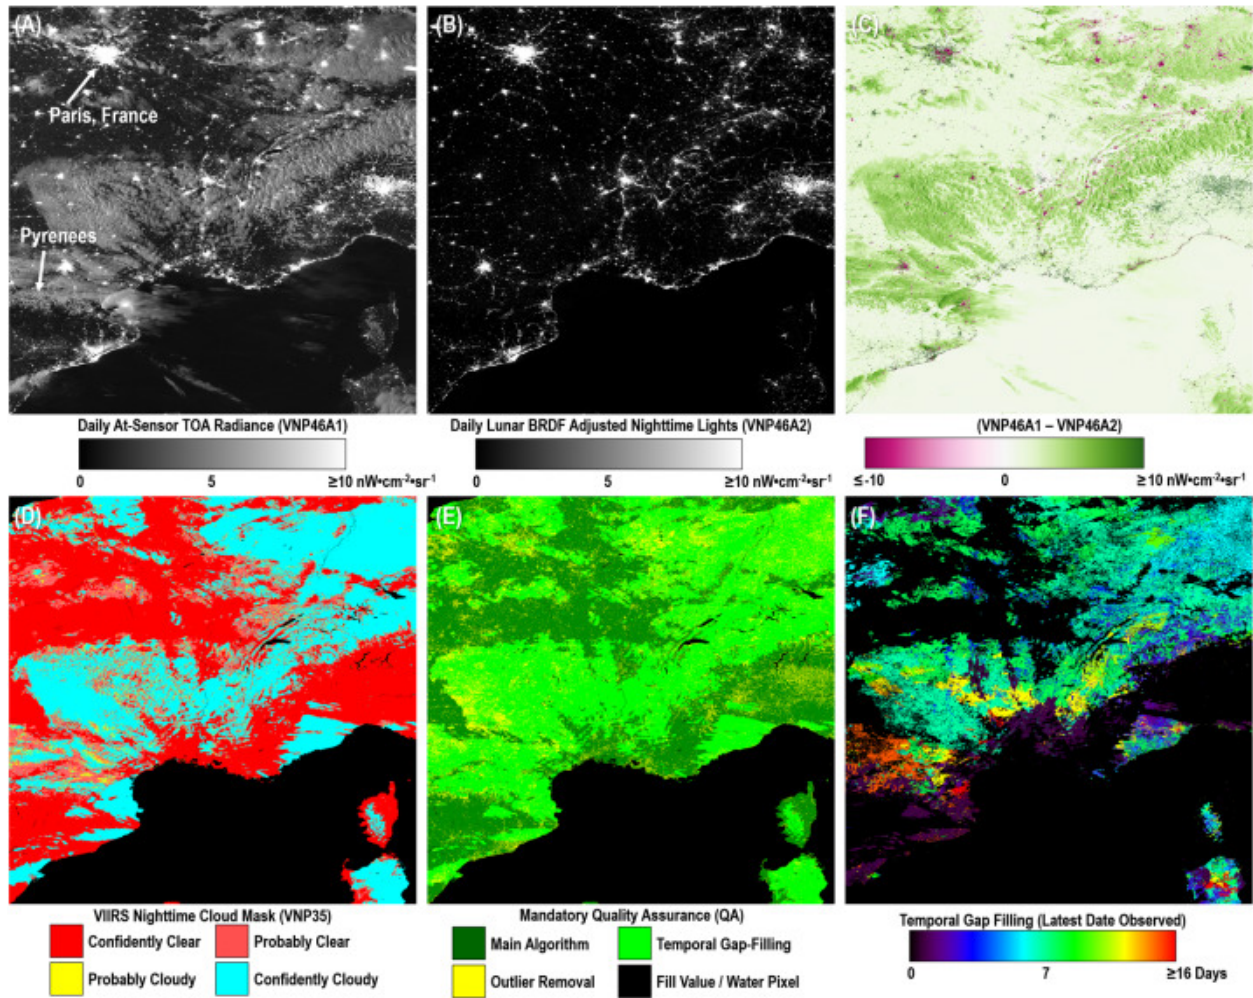 (A)
Paris, France
Pyrenees
(B)
(C)
Daily At-Sensor TOA Radiance (VNP46A1)
0 5 ≥10 nW•cm-2•sr-1
Daily Lunar BRDF Adjusted Nighttime Lights (VNP46A2)
0 5 ≥10 nW•cm-2•sr-1
(VNP46A1 – VNP46A2)
≤-10 0 ≥10 nW•cm-2•sr-1
(D)
(E)
(F)
VIIRS Nighttime Cloud Mask (VNP35)
Confidently Clear Probably Clear
Probably Cloudy Confidently Cloudy
Mandatory Quality Assurance (QA)
Main Algorithm Temporal Gap-Filling
Outlier Removal Fill Value / Water Pixel
Temporal Gap Filling (Latest Date Observed)
0 7 ≥16 Days